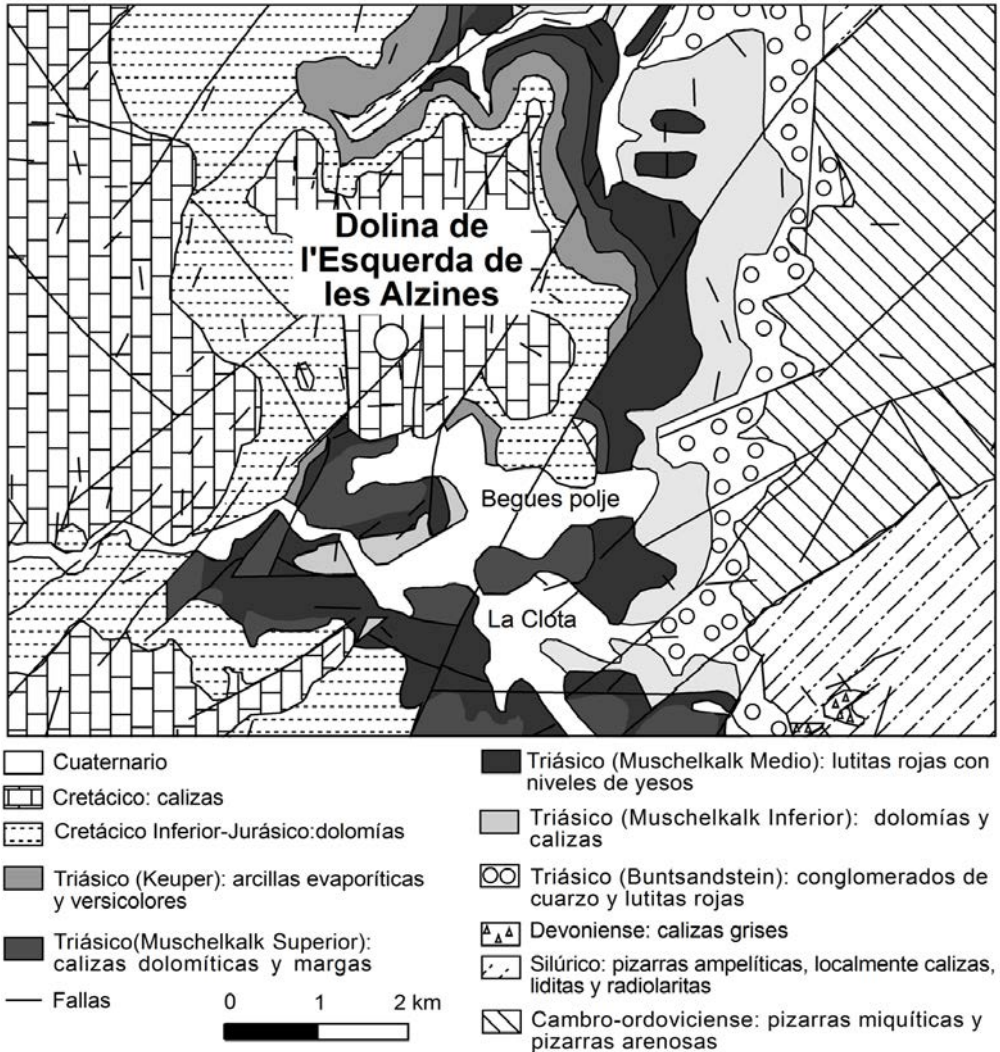 Dolina de
l'Esquerda de
les Alzines
Begues polje
La Clota
Cuaternario
Cretácico: calizas
Cretácico Inferior-Jurásico:dolomías
Triásico (Keuper): arcillas evaporíticas
y versicolores
Triásico(Muschelkalk Superior):
calizas dolomíticas y margas
Fallas
0 1 2 km
Triásico (Muschelkalk Medio): lutitas rojas con
niveles de yesos
Triásico (Muschelkalk Inferior): dolomías y
calizas
Triásico (Buntsandstein): conglomerados de
cuarzo y lutitas rojas
Devoniense: calizas grises
Silúrico: pizarras ampelíticas, localmente calizas,
liditas y radiolaritas
Cambro-ordoviciense: pizarras miquíticas y
pizarras arenosas